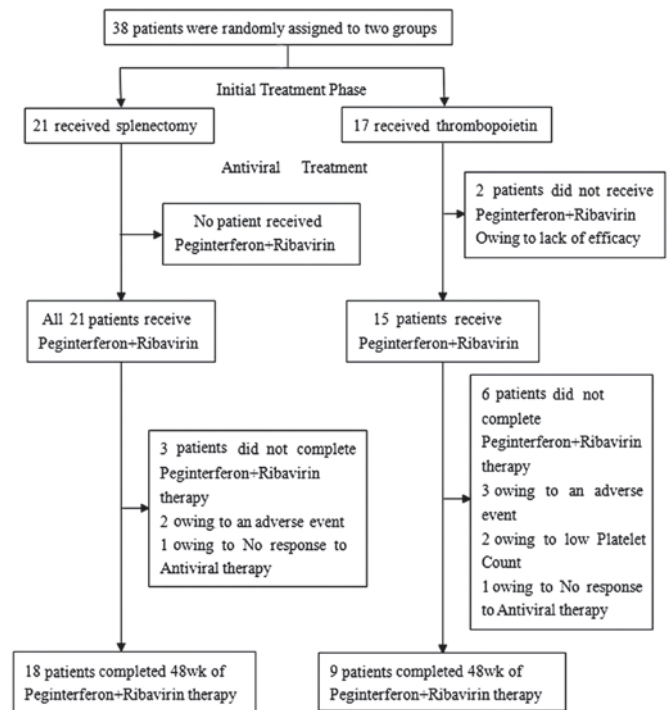 38 patients were randomly assigned to two groups
Initial Treatment Phase
21 received splenectomy
17 received thrombopoietin
Antiviral Treatment
2 patients did not receive
Peginterferon+Ribavirin
Owing to lack of efficacy
No patient received
Peginterferon+Ribavirin
All 21 patients receive
Peginterferon+Ribavirin
15 patients receive
Peginterferon+Ribavirin
3 patients did not complete
Peginterferon+Ribavirin
therapy
2 owing to an adverse event
1 owing to No response to
Antiviral therapy
6 patients did not
complete
Peginterferon+Ribavirin
therapy
3 owing to an adverse
event
2 owing to low Platelet
Count
1 owing to No response
to Antiviral therapy
18 patients completed 48wk of
Peginterferon+Ribavirin therapy
9 patients completed 48wk of
Peginterferon+Ribavirin therapy